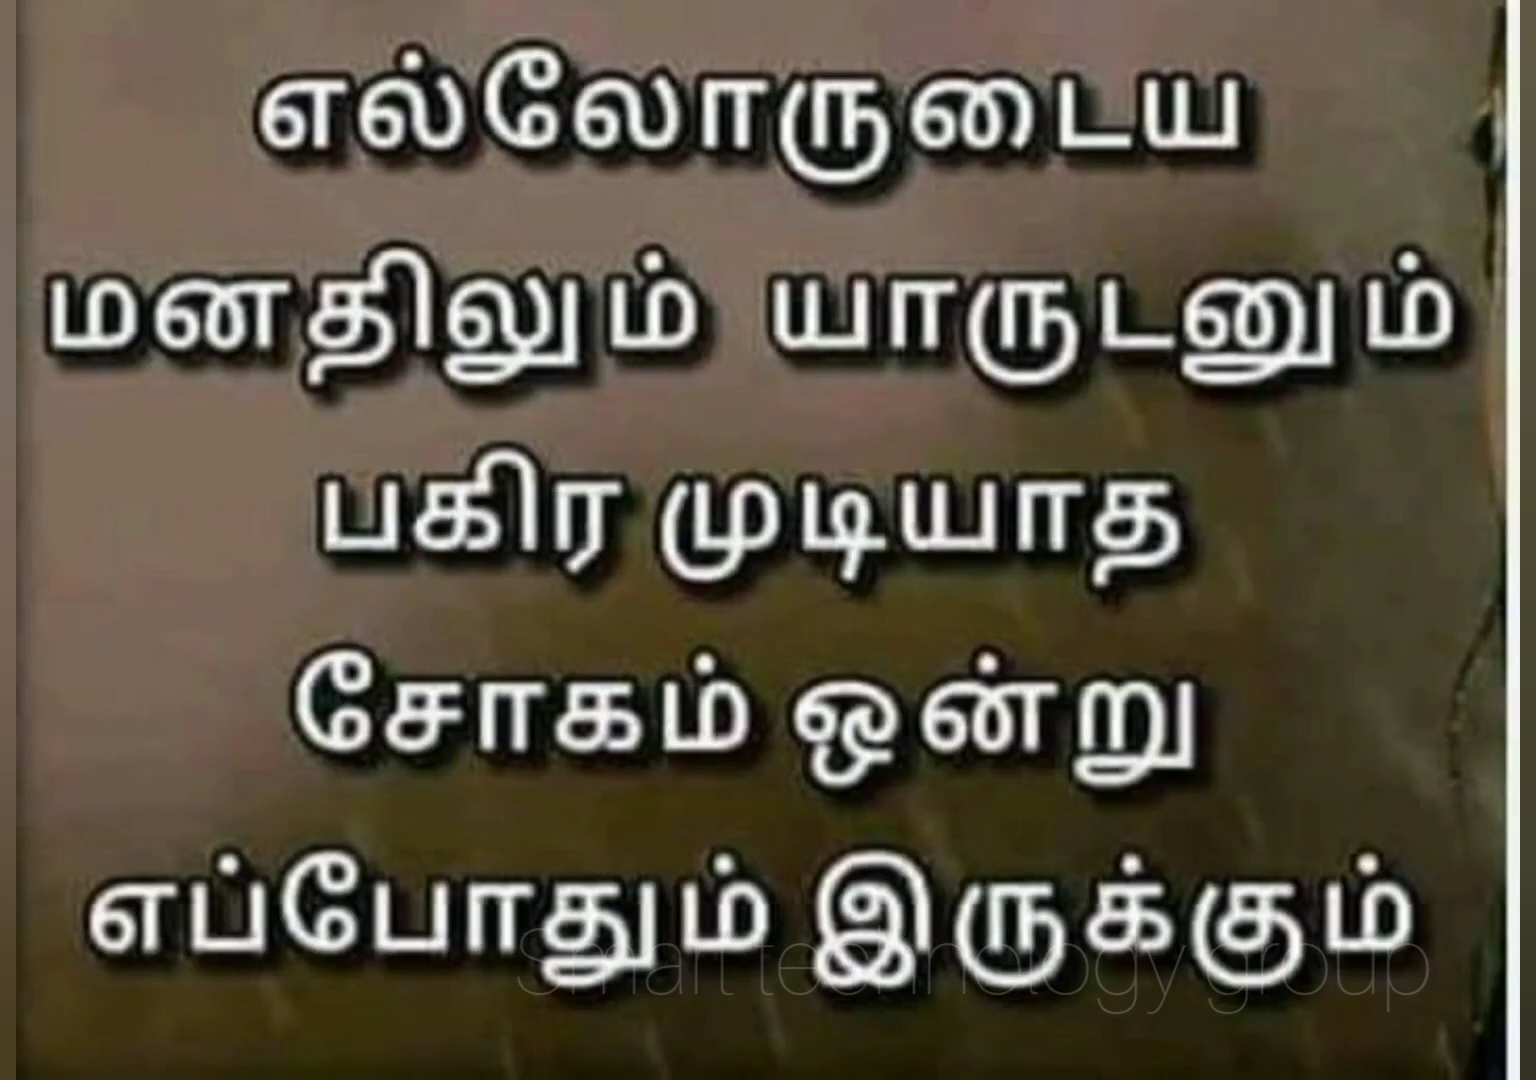 எல்லோருடைய
மனதிலும் யாருடனும்
பகிர முடியாத
சோகம் ஒன்று
எப்போதும் இருக்கும்
Smart technology group